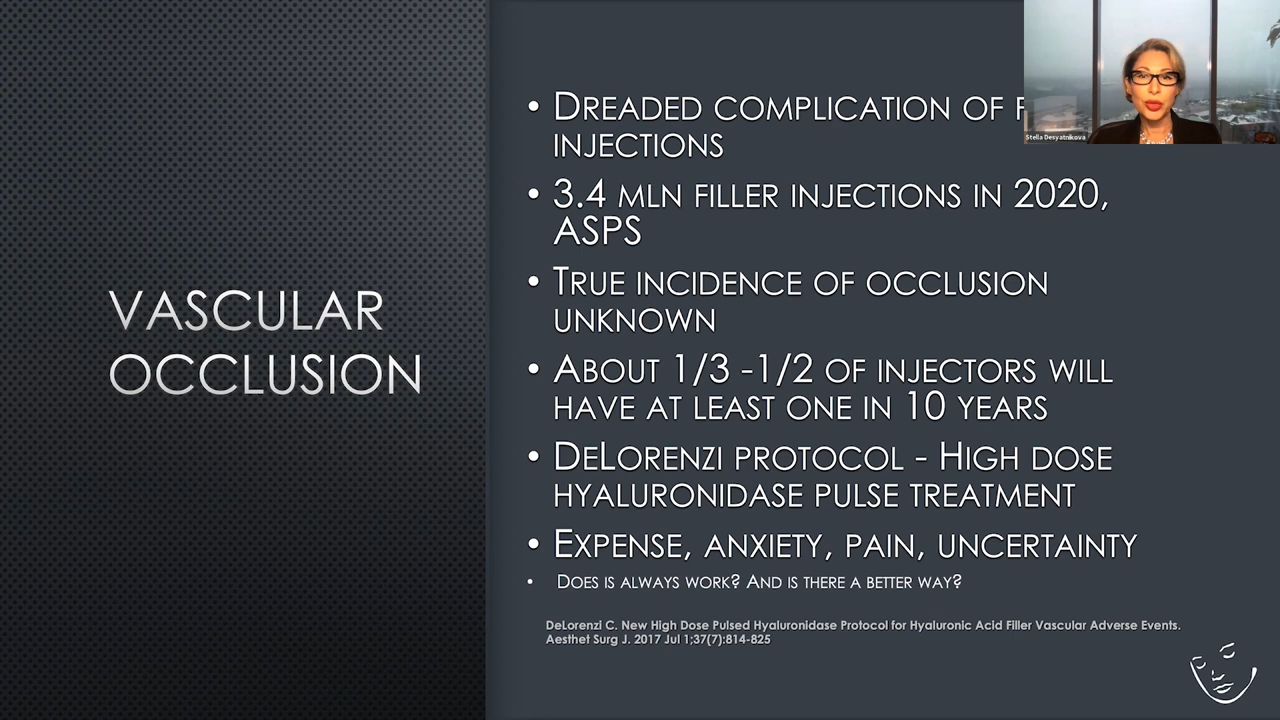 VASCULAR
OCCLUSION
• DREADED COMPLICATION OF
INJECTIONS
• 3.4 MLN FILLER INJECTIONS IN 2020,
ASPS
• TRUE INCIDENCE OF OCCLUSION
UNKNOWN
• ABOUT 1/3 -1/2 OF INJECTORS WILL
HAVE AT LEAST ONE IN 10 YEARS
• DELORENZI PROTOCOL - HIGH DOSE
HYALURONIDASE PULSE TREATMENT
• EXPENSE, ANXIETY, PAIN, UNCERTAINTY
• DOES IS ALWAYS WORK? AND IS THERE A BETTER WAY?
DeLorenzi C. New High Dose Pulsed Hyaluronidase Protocol for Hyaluronic Acid Filler Vascular Adverse Events.
Aesthet Surg J. 2017 Jul 1;37(7):814-825
Stella Desyatnikova